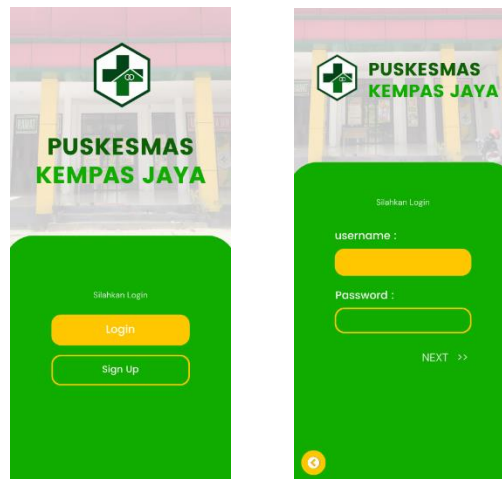 PUSKESMAS
KEMPAS JAYA
Silahkan Login
Login
Sign Up
PUSKESMAS
KEMPAS JAYA
Silahkan Login
username :
Password :
NEXT >>